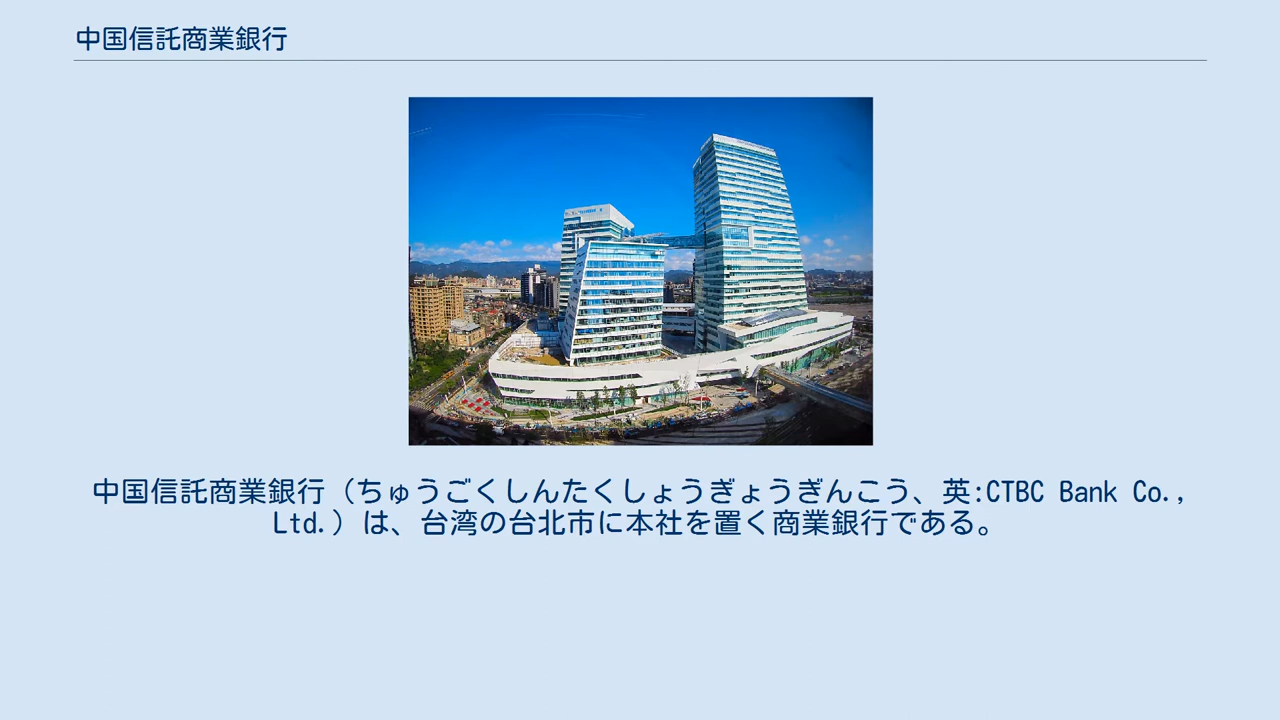 中国信託商業銀行
中国信託商業銀行（ちゅうごくしんたくしょうぎょうぎんこう、英:CTBC Bank Co.,
Ltd.）は、台湾の台北市に本社を置く商業銀行である。